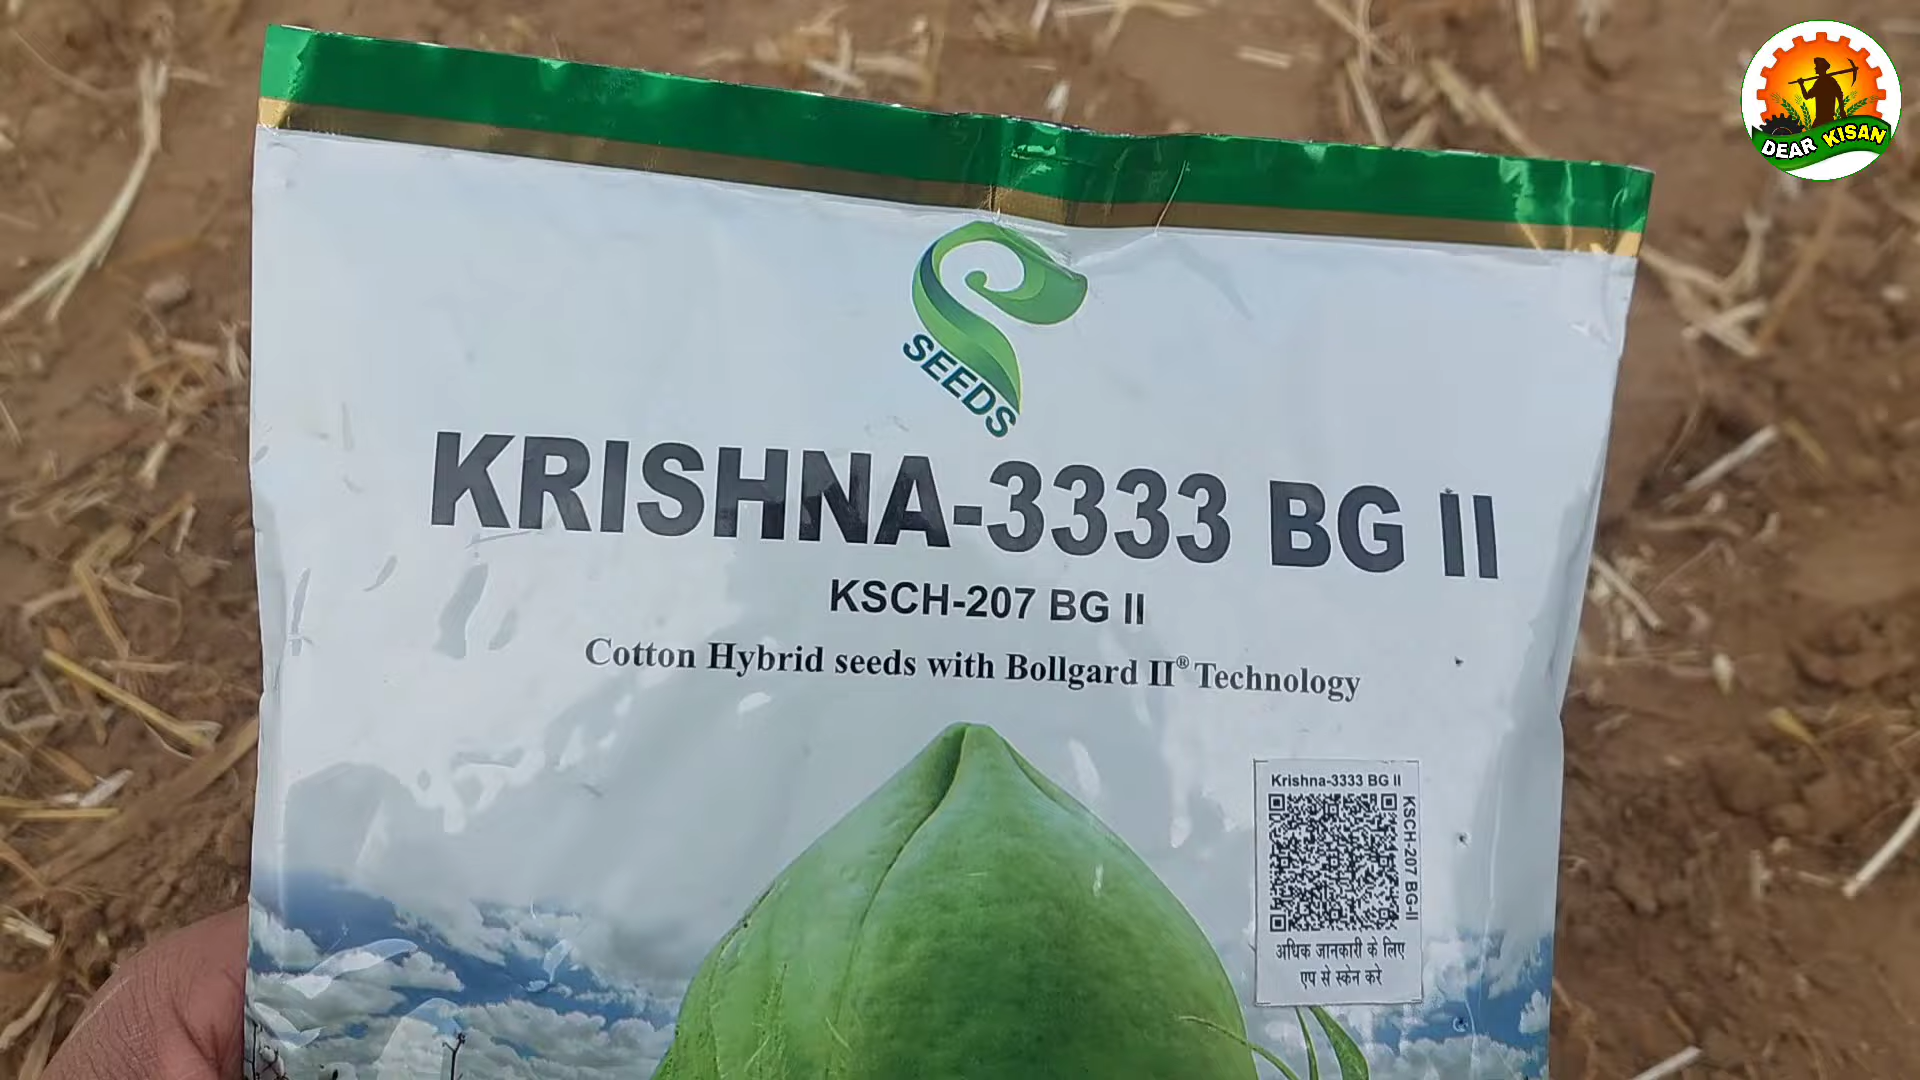 DEAR KISAN
SEEDS
KRISHNA-3333 BG II
KSCH-207 BG II
Cotton Hybrid seeds with Bollgard II® Technology
Krishna-3333 BG II
KSCH-207 BG-II
अधिक जानकारी के लिए
एप से स्केन करे